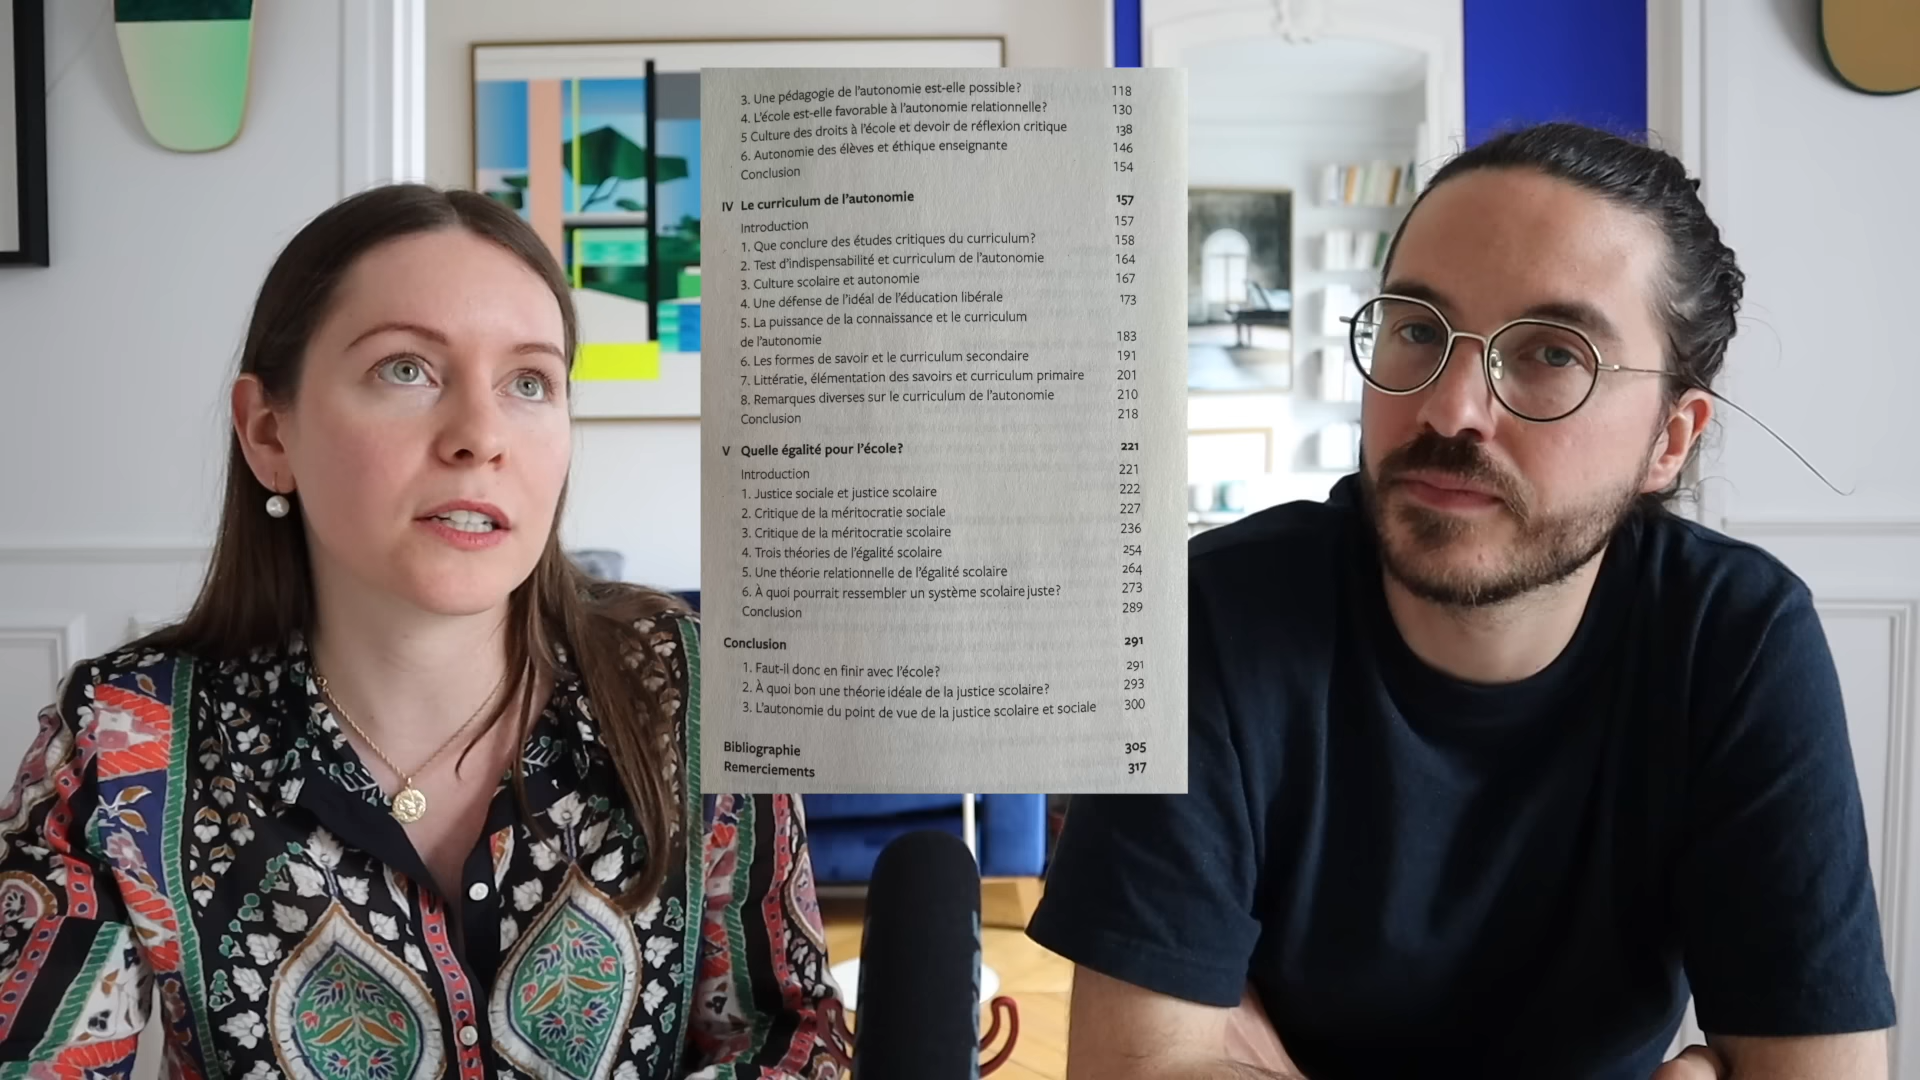 3. Une pédagogie de l'autonomie est-elle possible? 118
4. L'école est-elle favorable à l'autonomie relationnelle? 130
5 Culture des droits à l'école et devoir de réflexion critique 138
6. Autonomie des élèves et éthique enseignante 146
Conclusion 154
IV Le curriculum de l'autonomie 157
Introduction 157
1. Que conclure des études critiques du curriculum? 158
2. Test d'indispensabilité et curriculum de l'autonomie 164
3. Culture scolaire et autonomie 167
4. Une défense de l'idéal de l'éducation libérale 173
5. La puissance de la connaissance et le curriculum
de l'autonomie 183
6. Les formes de savoir et le curriculum secondaire 191
7. Littératie, élémentation des savoirs et curriculum primaire 201
8. Remarques diverses sur le curriculum de l'autonomie 210
Conclusion 218
V Quelle égalité pour l'école? 221
Introduction 221
1. Justice sociale et justice scolaire 222
2. Critique de la méritocratie sociale 227
3. Critique de la méritocratie scolaire 236
4. Trois théories de l'égalité scolaire 254
5. Une théorie relationnelle de l'égalité scolaire 264
6. À quoi pourrait ressembler un système scolaire juste? 273
Conclusion 289
Conclusion 291
1. Faut-il donc en finir avec l'école? 291
2. À quoi bon une théorie idéale de la justice scolaire? 293
3. L'autonomie du point de vue de la justice scolaire et sociale 300
Bibliographie 305
Remerciements 317